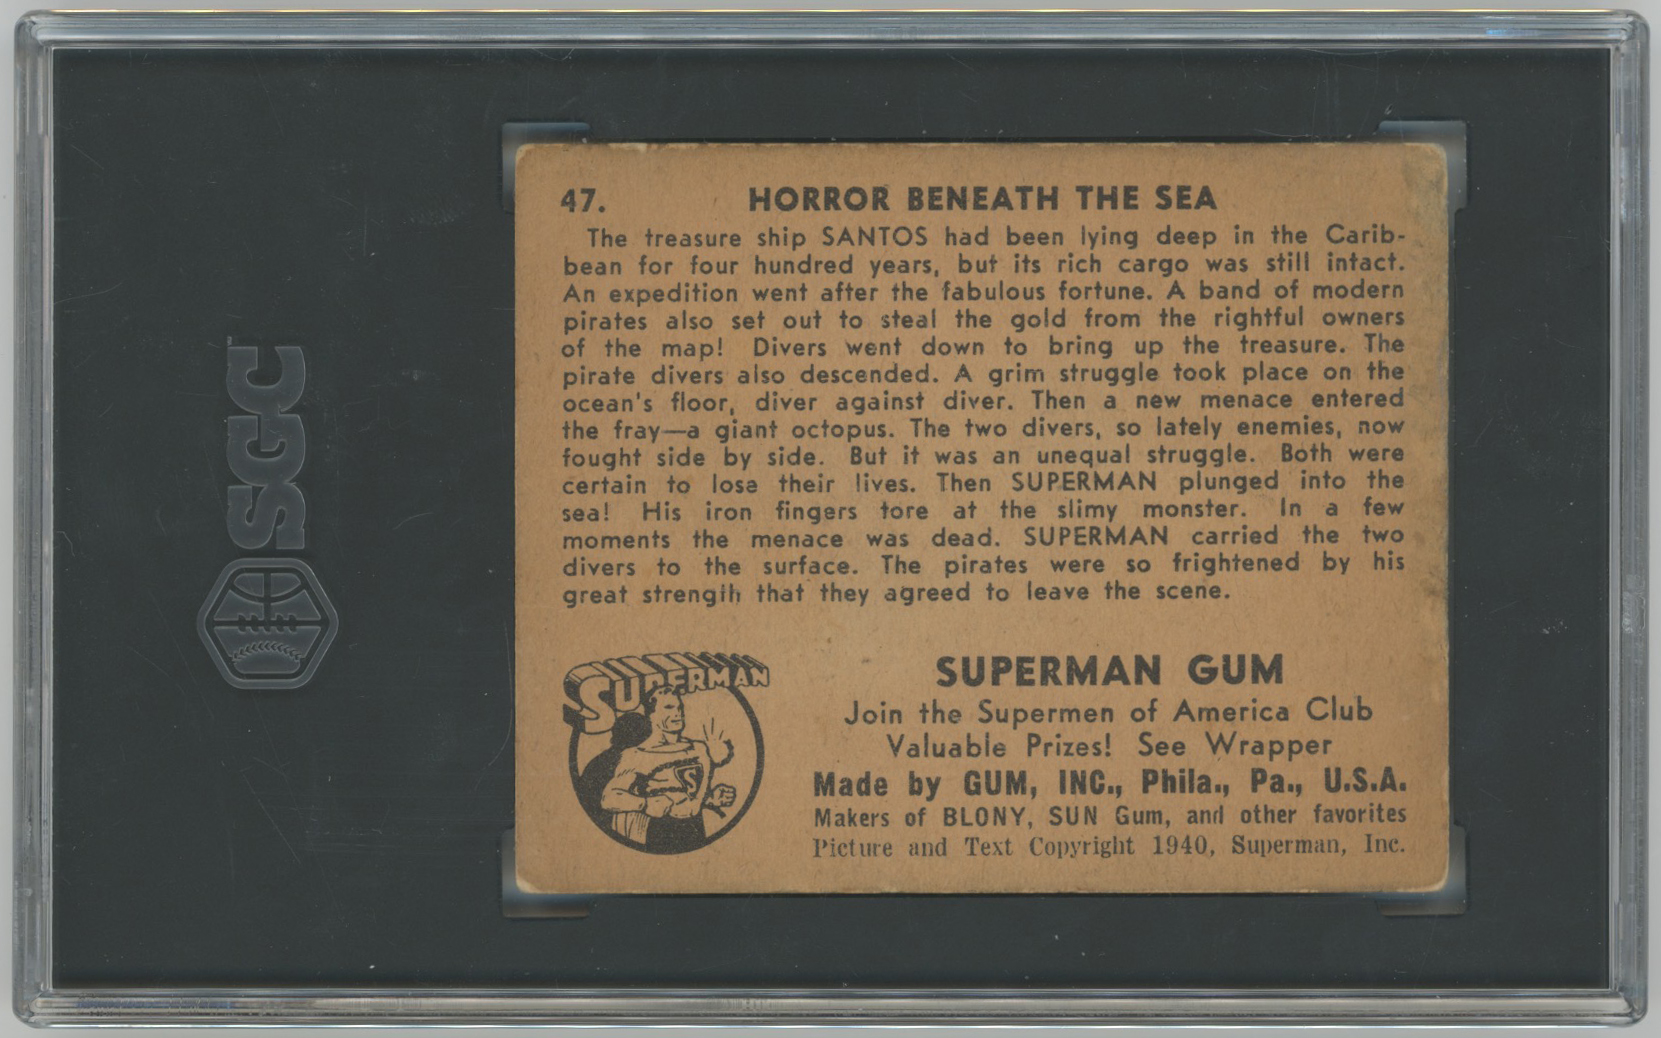 SGC
47. HORROR BENEATH THE SEA
The treasure ship SANTOS had been lying deep in the Carib-
bean for four hundred years, but its rich cargo was still intact.
An expedition went after the fabulous fortune. A band of modern
pirates also set out to steal the gold from the rightful owners
of the map! Divers went down to bring up the treasure. The
pirate divers also descended. A grim struggle took place on the
ocean's floor, diver against diver. Then a new menace entered
the fray—a giant octopus. The two divers, so lately enemies, now
fought side by side. But it was an unequal struggle. Both were
certain to lose their lives. Then SUPERMAN plunged into the
sea! His iron fingers tore at the slimy monster. In a few
moments the menace was dead. SUPERMAN carried the two
divers to the surface. The pirates were so frightened by his
great strength that they agreed to leave the scene.
SUPERMAN
S
SUPERMAN GUM
Join the Supermen of America Club
Valuable Prizes! See Wrapper
Made by GUM, INC., Phila., Pa., U.S.A.
Makers of BLONY, SUN Gum, and other favorites
Picture and Text Copyright 1940, Superman, Inc.